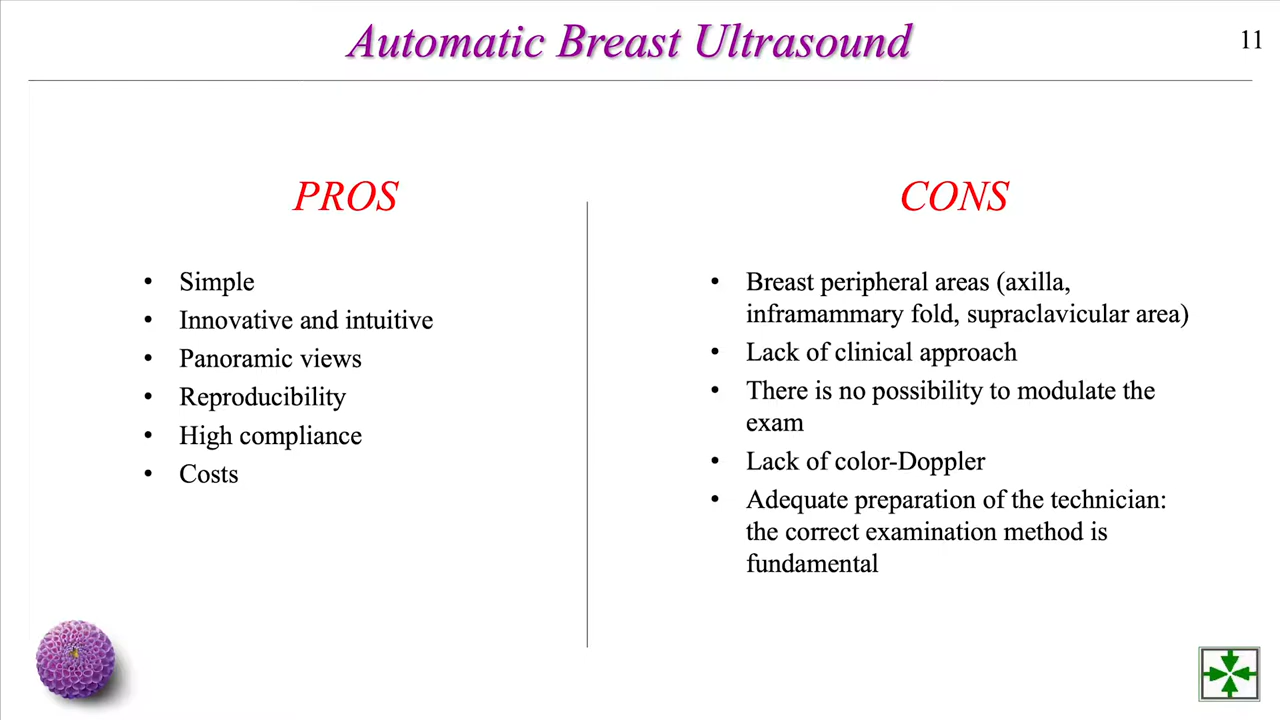 Automatic Breast Ultrasound
11
PROS
• Simple
• Innovative and intuitive
• Panoramic views
• Reproducibility
• High compliance
• Costs
CONS
• Breast peripheral areas (axilla,
inframammary fold, supraclavicular area)
• Lack of clinical approach
• There is no possibility to modulate the
exam
• Lack of color-Doppler
• Adequate preparation of the technician:
the correct examination method is
fundamental